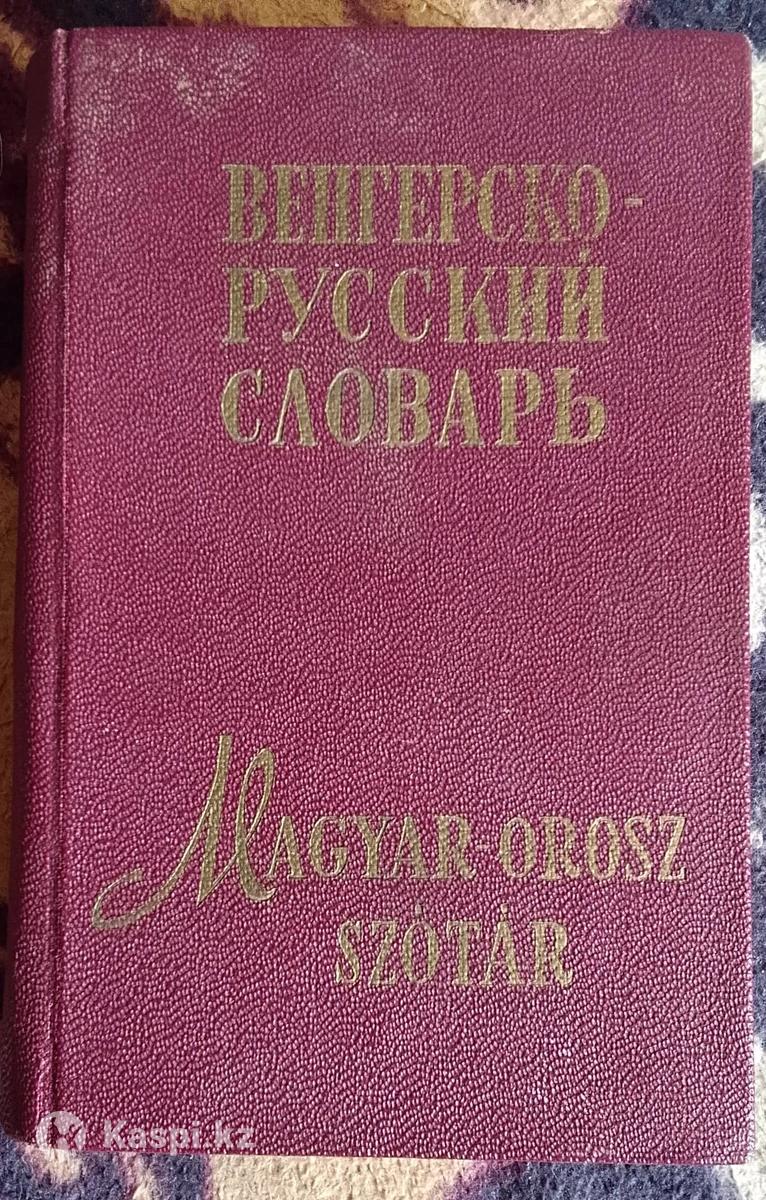 ВЕНГЕРСКО-
РУССКИЙ
СЛОВАРЬ
MAGYAR-OROSZ
SZÓTÁR
Kaspi.kz